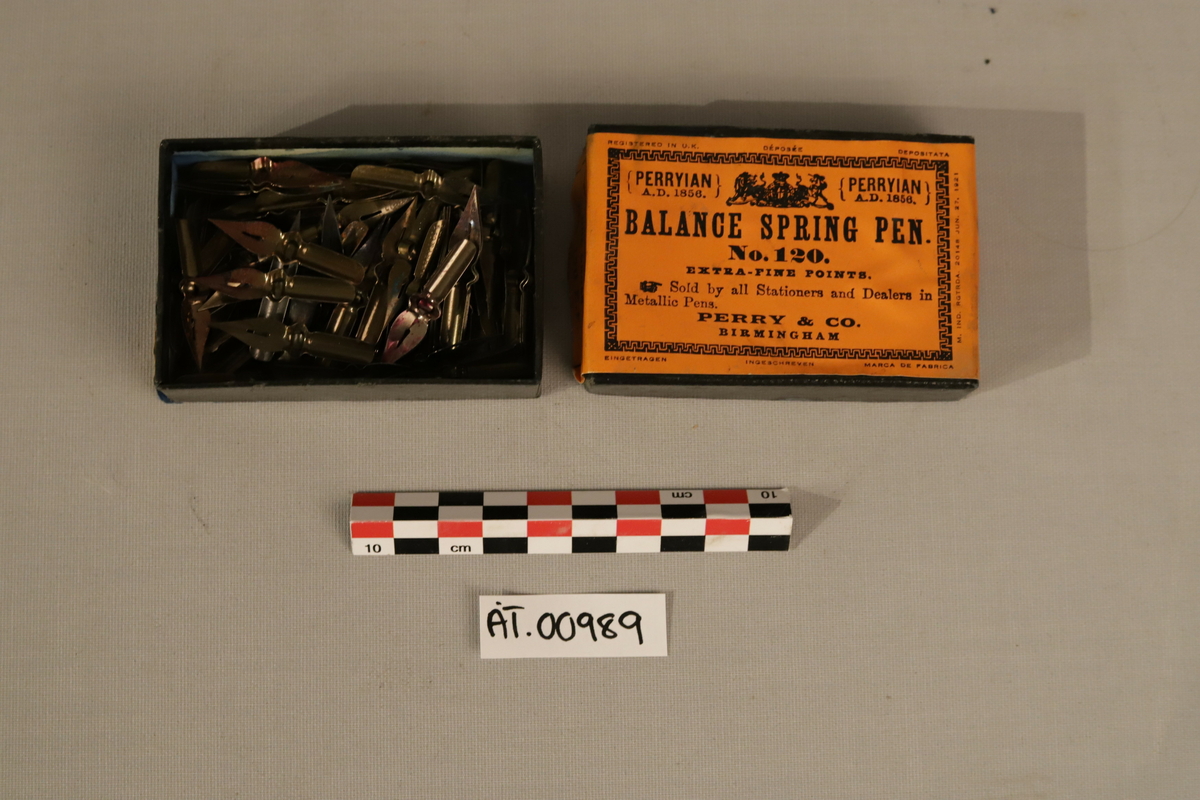 REGISTERED IN U.K. DÉPOSÉE DEPOSITATA
{PERRYIAN} {PERRYIAN}
A.D. 1856. A.D. 1856.
BALANCE SPRING PEN.
No. 120.
EXTRA-FINE POINTS.
Sold by all Stationers and Dealers in
Metallic Pens.
PERRY & CO.
BIRMINGHAM
EINGETRAGEN INGESCHREVEN MARCA DE FABRICA
cm 10
10 cm
AT.00989